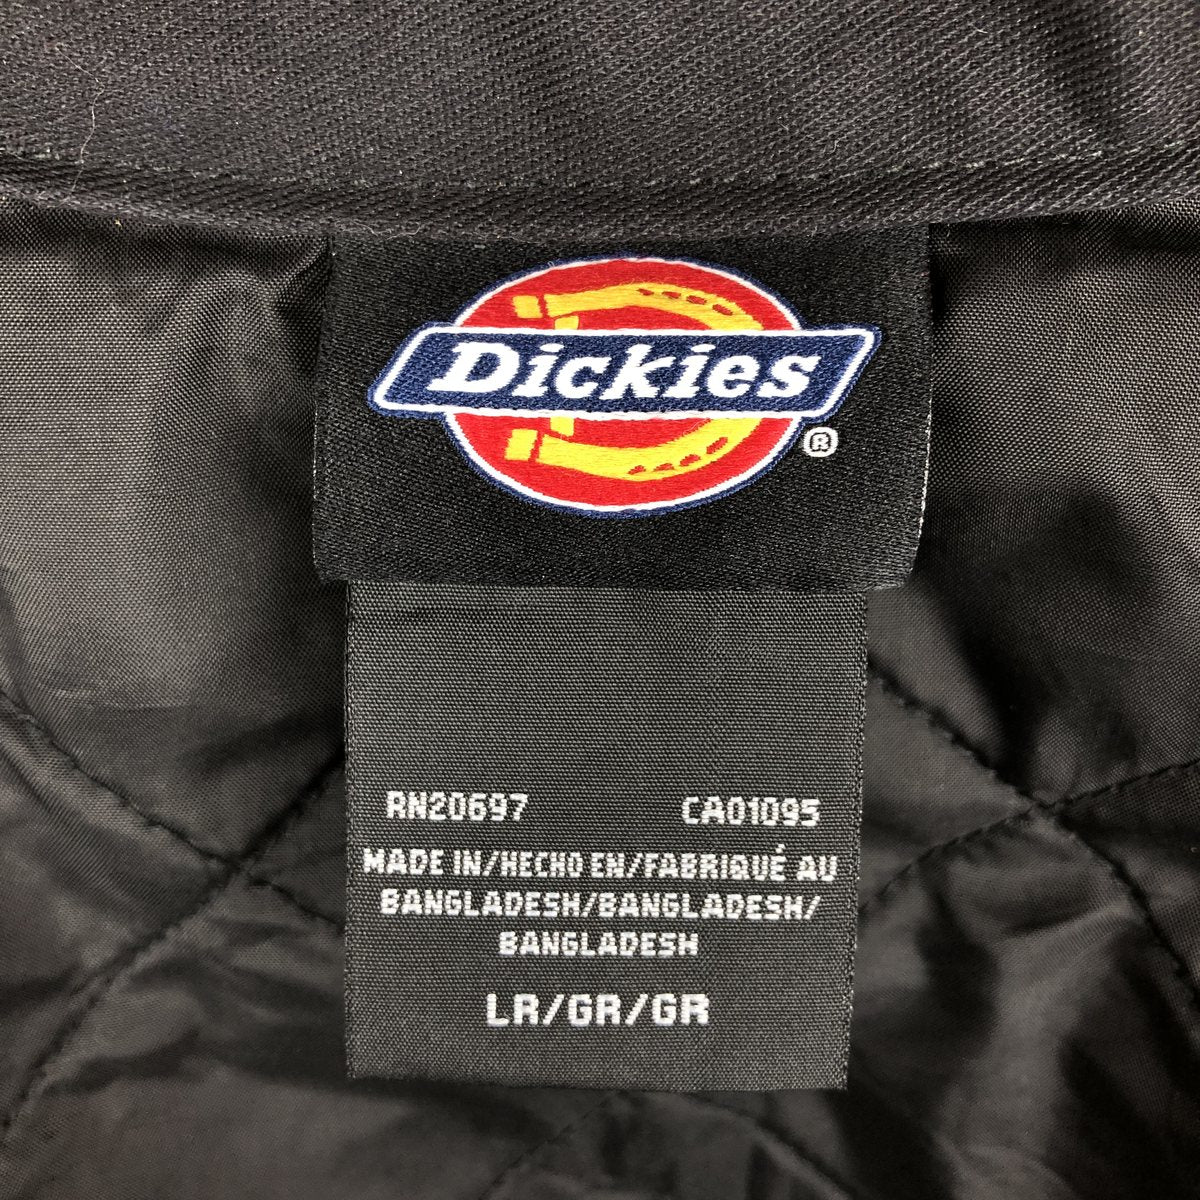 Dickies
®
RN20697 CA01095
MADE IN/HECHO EN/FABRIQUÉ AU
BANGLADESH/BANGLADESH/
BANGLADESH
LR/GR/GR